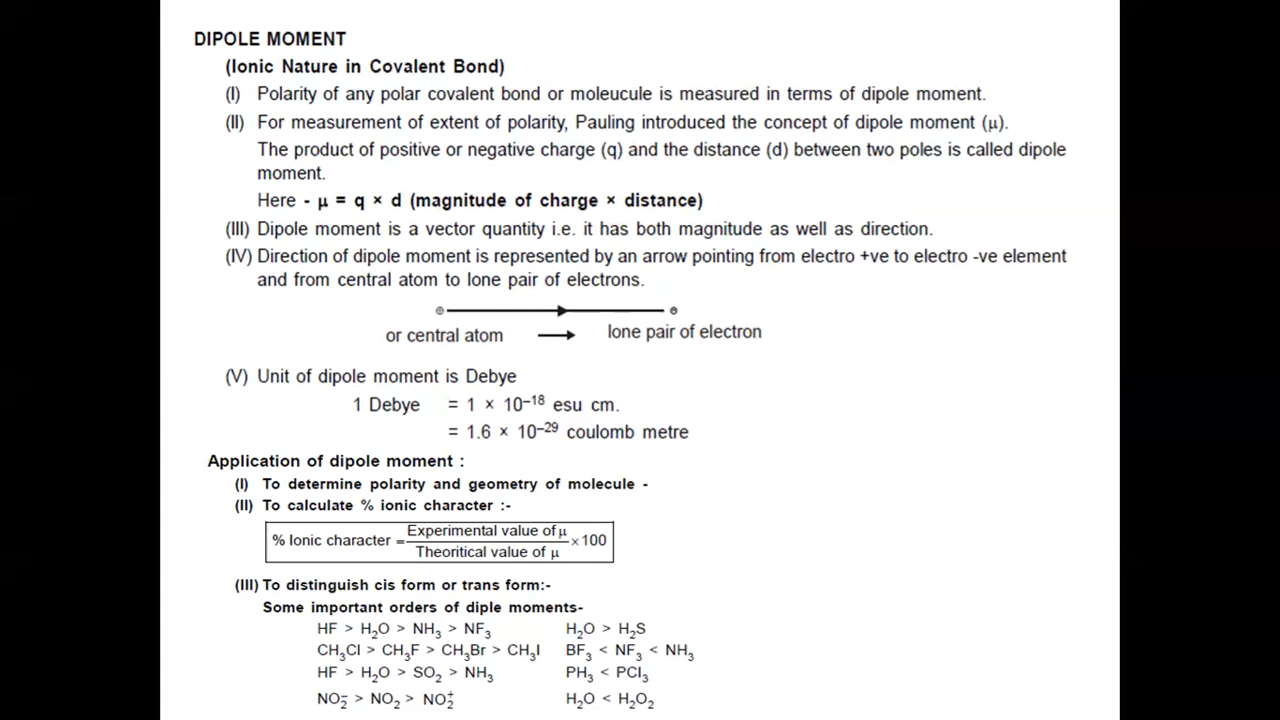 DIPOLE MOMENT
(Ionic Nature in Covalent Bond)
(I) Polarity of any polar covalent bond or moleucule is measured in terms of dipole moment.
(II) For measurement of extent of polarity, Pauling introduced the concept of dipole moment (μ).
The product of positive or negative charge (q) and the distance (d) between two poles is called dipole
moment.
Here - μ = q × d (magnitude of charge × distance)
(III) Dipole moment is a vector quantity i.e. it has both magnitude as well as direction.
(IV) Direction of dipole moment is represented by an arrow pointing from electro +ve to electro -ve element
and from central atom to lone pair of electrons.
⊕ ⊖
or central atom → lone pair of electron
(V) Unit of dipole moment is Debye
1 Debye = 1 × 10⁻¹⁸ esu cm.
= 1.6 × 10⁻²⁹ coulomb metre
Application of dipole moment :
(I) To determine polarity and geometry of molecule -
(II) To calculate % ionic character :-
% Ionic character = Experimental value of μ / Theoritical value of μ × 100
(III) To distinguish cis form or trans form:-
Some important orders of diple moments-
HF > H₂O > NH₃ > NF₃ H₂O > H₂S
CH₃Cl > CH₃F > CH₃Br > CH₃I BF₃ < NF₃ < NH₃
HF > H₂O > SO₂ > NH₃ PH₃ < PCl₃
NO₂⁻ > NO₂ > NO₂⁺ H₂O < H₂O₂